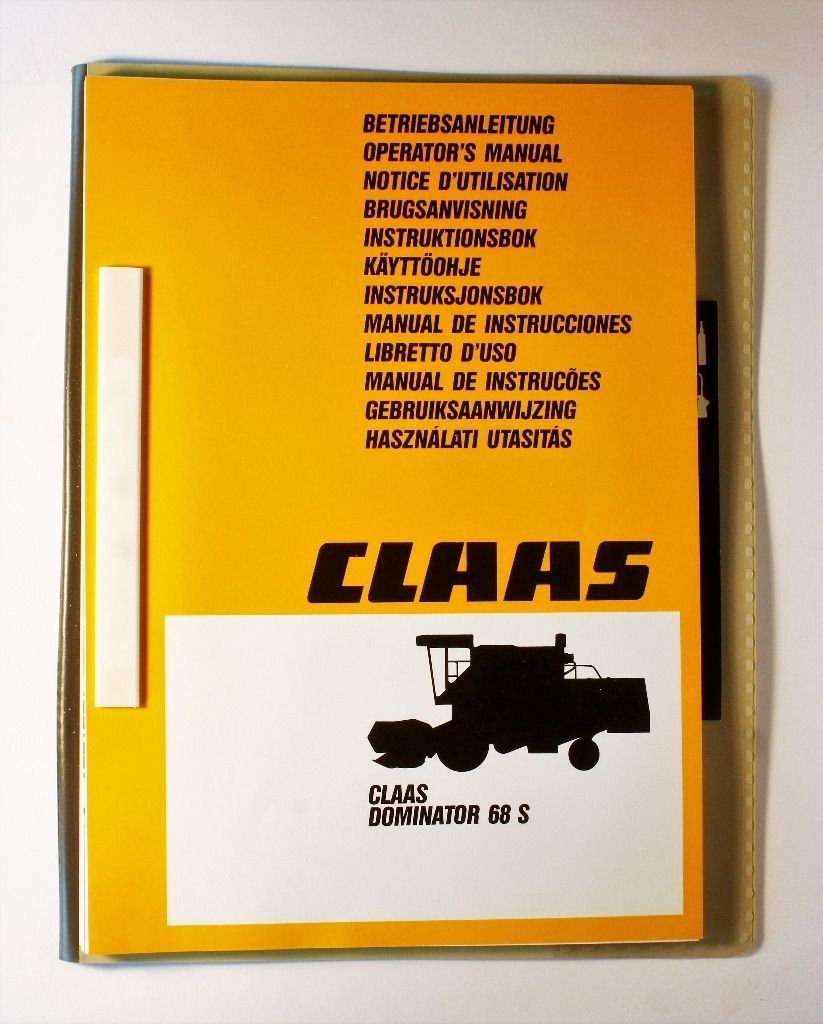 BETRIEBSANLEITUNG
OPERATOR'S MANUAL
NOTICE D'UTILISATION
BRUGSANVISNING
INSTRUKTIONSBOK
KÄYTTÖOHJE
INSTRUKSJONSBOK
MANUAL DE INSTRUCCIONES
LIBRETTO D'USO
MANUAL DE INSTRUCÕES
GEBRUIKSAANWIJZING
HASZNÁLATI UTASITÁS
CLAAS
CLAAS
DOMINATOR 68 S